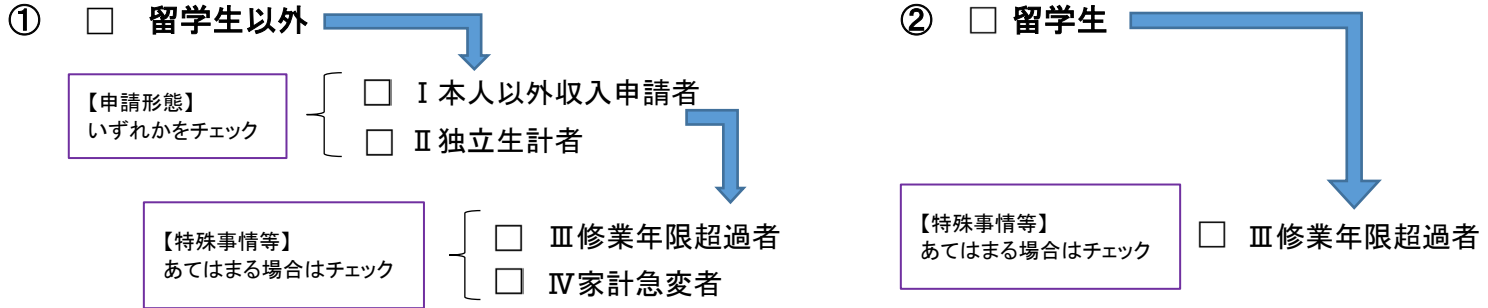 ① □ 留学生以外
【申請形態】
いずれかをチェック
□ Ⅰ本人以外収入申請者
□ Ⅱ独立生計者
【特殊事情等】
あてはまる場合はチェック
□ Ⅲ修業年限超過者
□ Ⅳ家計急変者
② □ 留学生
【特殊事情等】
あてはまる場合はチェック
□ Ⅲ修業年限超過者